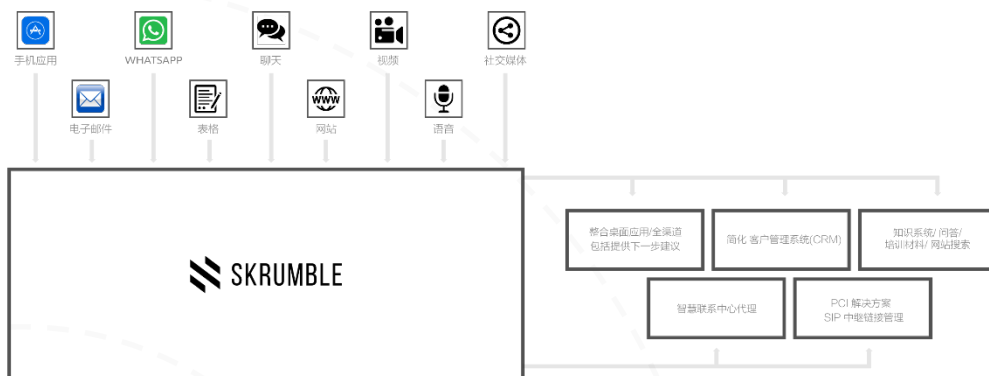 手机应用
WHATSAPP
聊天
视频
社交媒体
电子邮件
表格
WWW
网站
语音
SKRUMBLE
整合桌面应用/全渠道
包括提供下一步建议
简化 客户管理系统(CRM)
知识系统/ 问答/
培训材料/ 网站搜索
智慧联系中心代理
PCI 解决方案
SIP 中继链接管理